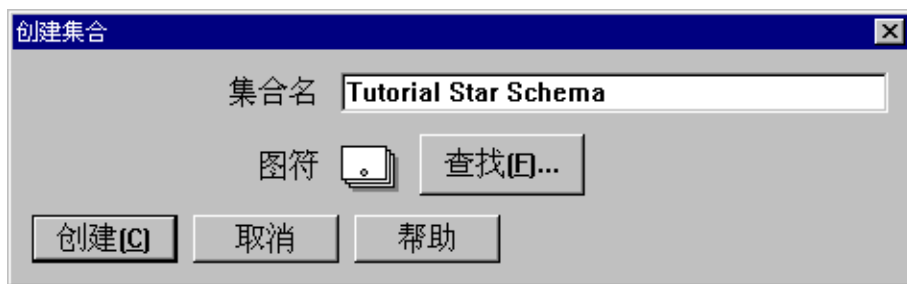 创建集合
集合名 Tutorial Star Schema
图符 查找(F)...
创建(C) 取消 帮助